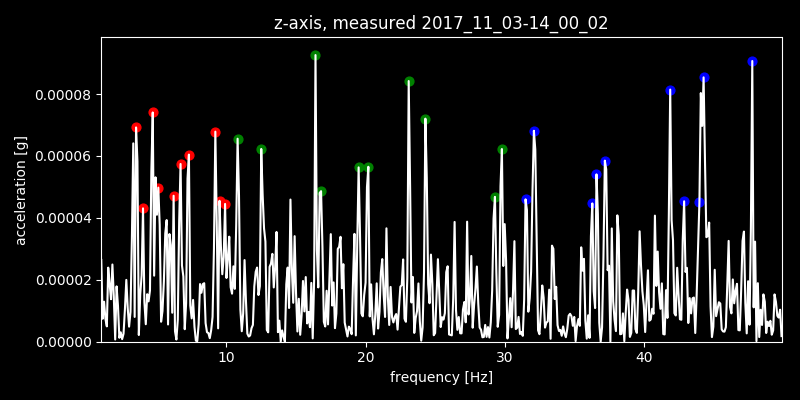 z-axis, measured 2017_11_03-14_00_02
acceleration [g]
0.00008
0.00006
0.00004
0.00002
0.00000
10 20 30 40
frequency [Hz]